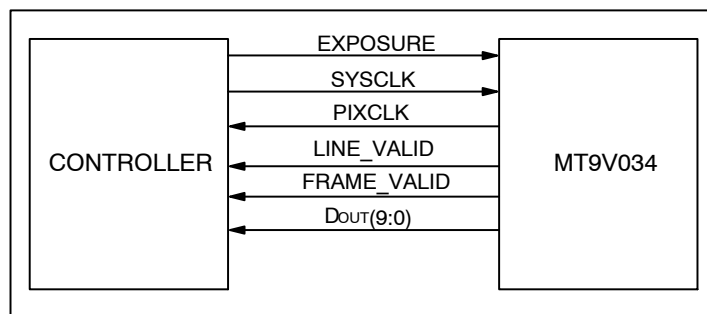 EXPOSURE
SYSCLK
PIXCLK
CONTROLLER
LINE_VALID
MT9V034
FRAME_VALID
DOUT(9:0)